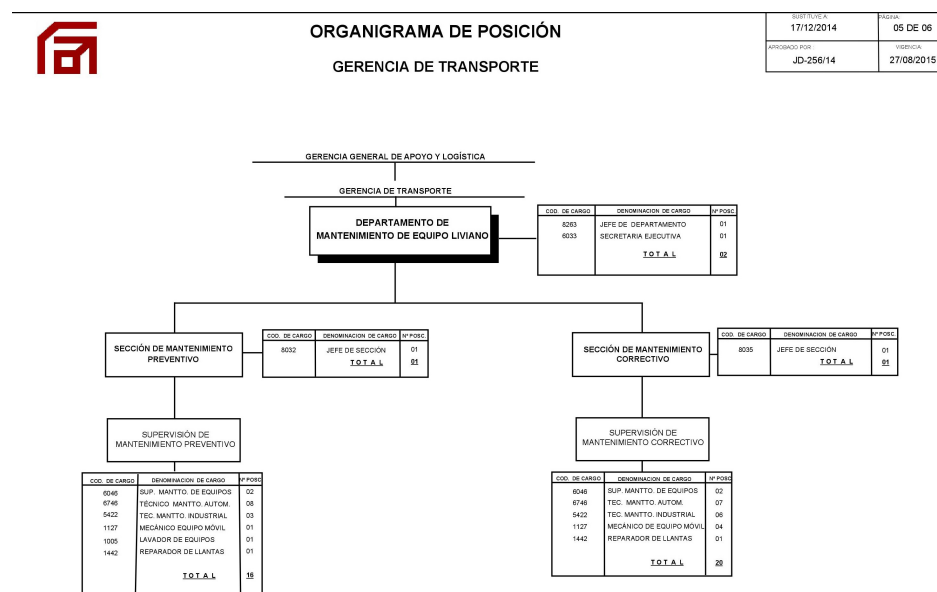 ORGANIGRAMA DE POSICIÓN
GERENCIA DE TRANSPORTE
SUSTITUYE A:
17/12/2014
PÁGINA:
05 DE 06
APROBADO POR :
JD-256/14
VIGENCIA
27/08/2015
GERENCIA GENERAL DE APOYO Y LOGÍSTICA
GERENCIA DE TRANSPORTE
DEPARTAMENTO DE
MANTENIMIENTO DE EQUIPO LIVIANO
COD. DE CARGO DENOMINACION DE CARGO Nº POSC.
8263 JEFE DE DEPARTAMENTO 01
6033 SECRETARIA EJECUTIVA 01
T O T A L 02
SECCIÓN DE MANTENIMIENTO
PREVENTIVO
COD. DE CARGO DENOMINACION DE CARGO Nº POSC.
8032 JEFE DE SECCIÓN 01
T O T A L 01
SECCIÓN DE MANTENIMIENTO
CORRECTIVO
COD. DE CARGO DENOMINACION DE CARGO Nº POSC.
8035 JEFE DE SECCIÓN 01
T O T A L 01
SUPERVISIÓN DE
MANTENIMIENTO PREVENTIVO
COD. DE CARGO DENOMINACION DE CARGO Nº POSC
6046 SUP. MANTTO. DE EQUIPOS 02
6746 TÉCNICO MANTTO. AUTOM. 08
5422 TEC. MANTTO. INDUSTRIAL 03
1127 MECÁNICO EQUIPO MÓVIL 01
1005 LAVADOR DE EQUIPOS 01
1442 REPARADOR DE LLANTAS 01
T O T A L 16
SUPERVISIÓN DE
MANTENIMIENTO CORRECTIVO
COD. DE CARGO DENOMINACION DE CARGO Nº POSC
6046 SUP. MANTTO. DE EQUIPOS 02
6746 TEC. MANTTO. AUTOM. 07
5422 TEC. MANTTO. INDUSTRIAL 06
1127 MECÁNICO DE EQUIPO MÓVIL 04
1442 REPARADOR DE LLANTAS 01
T O T A L 20